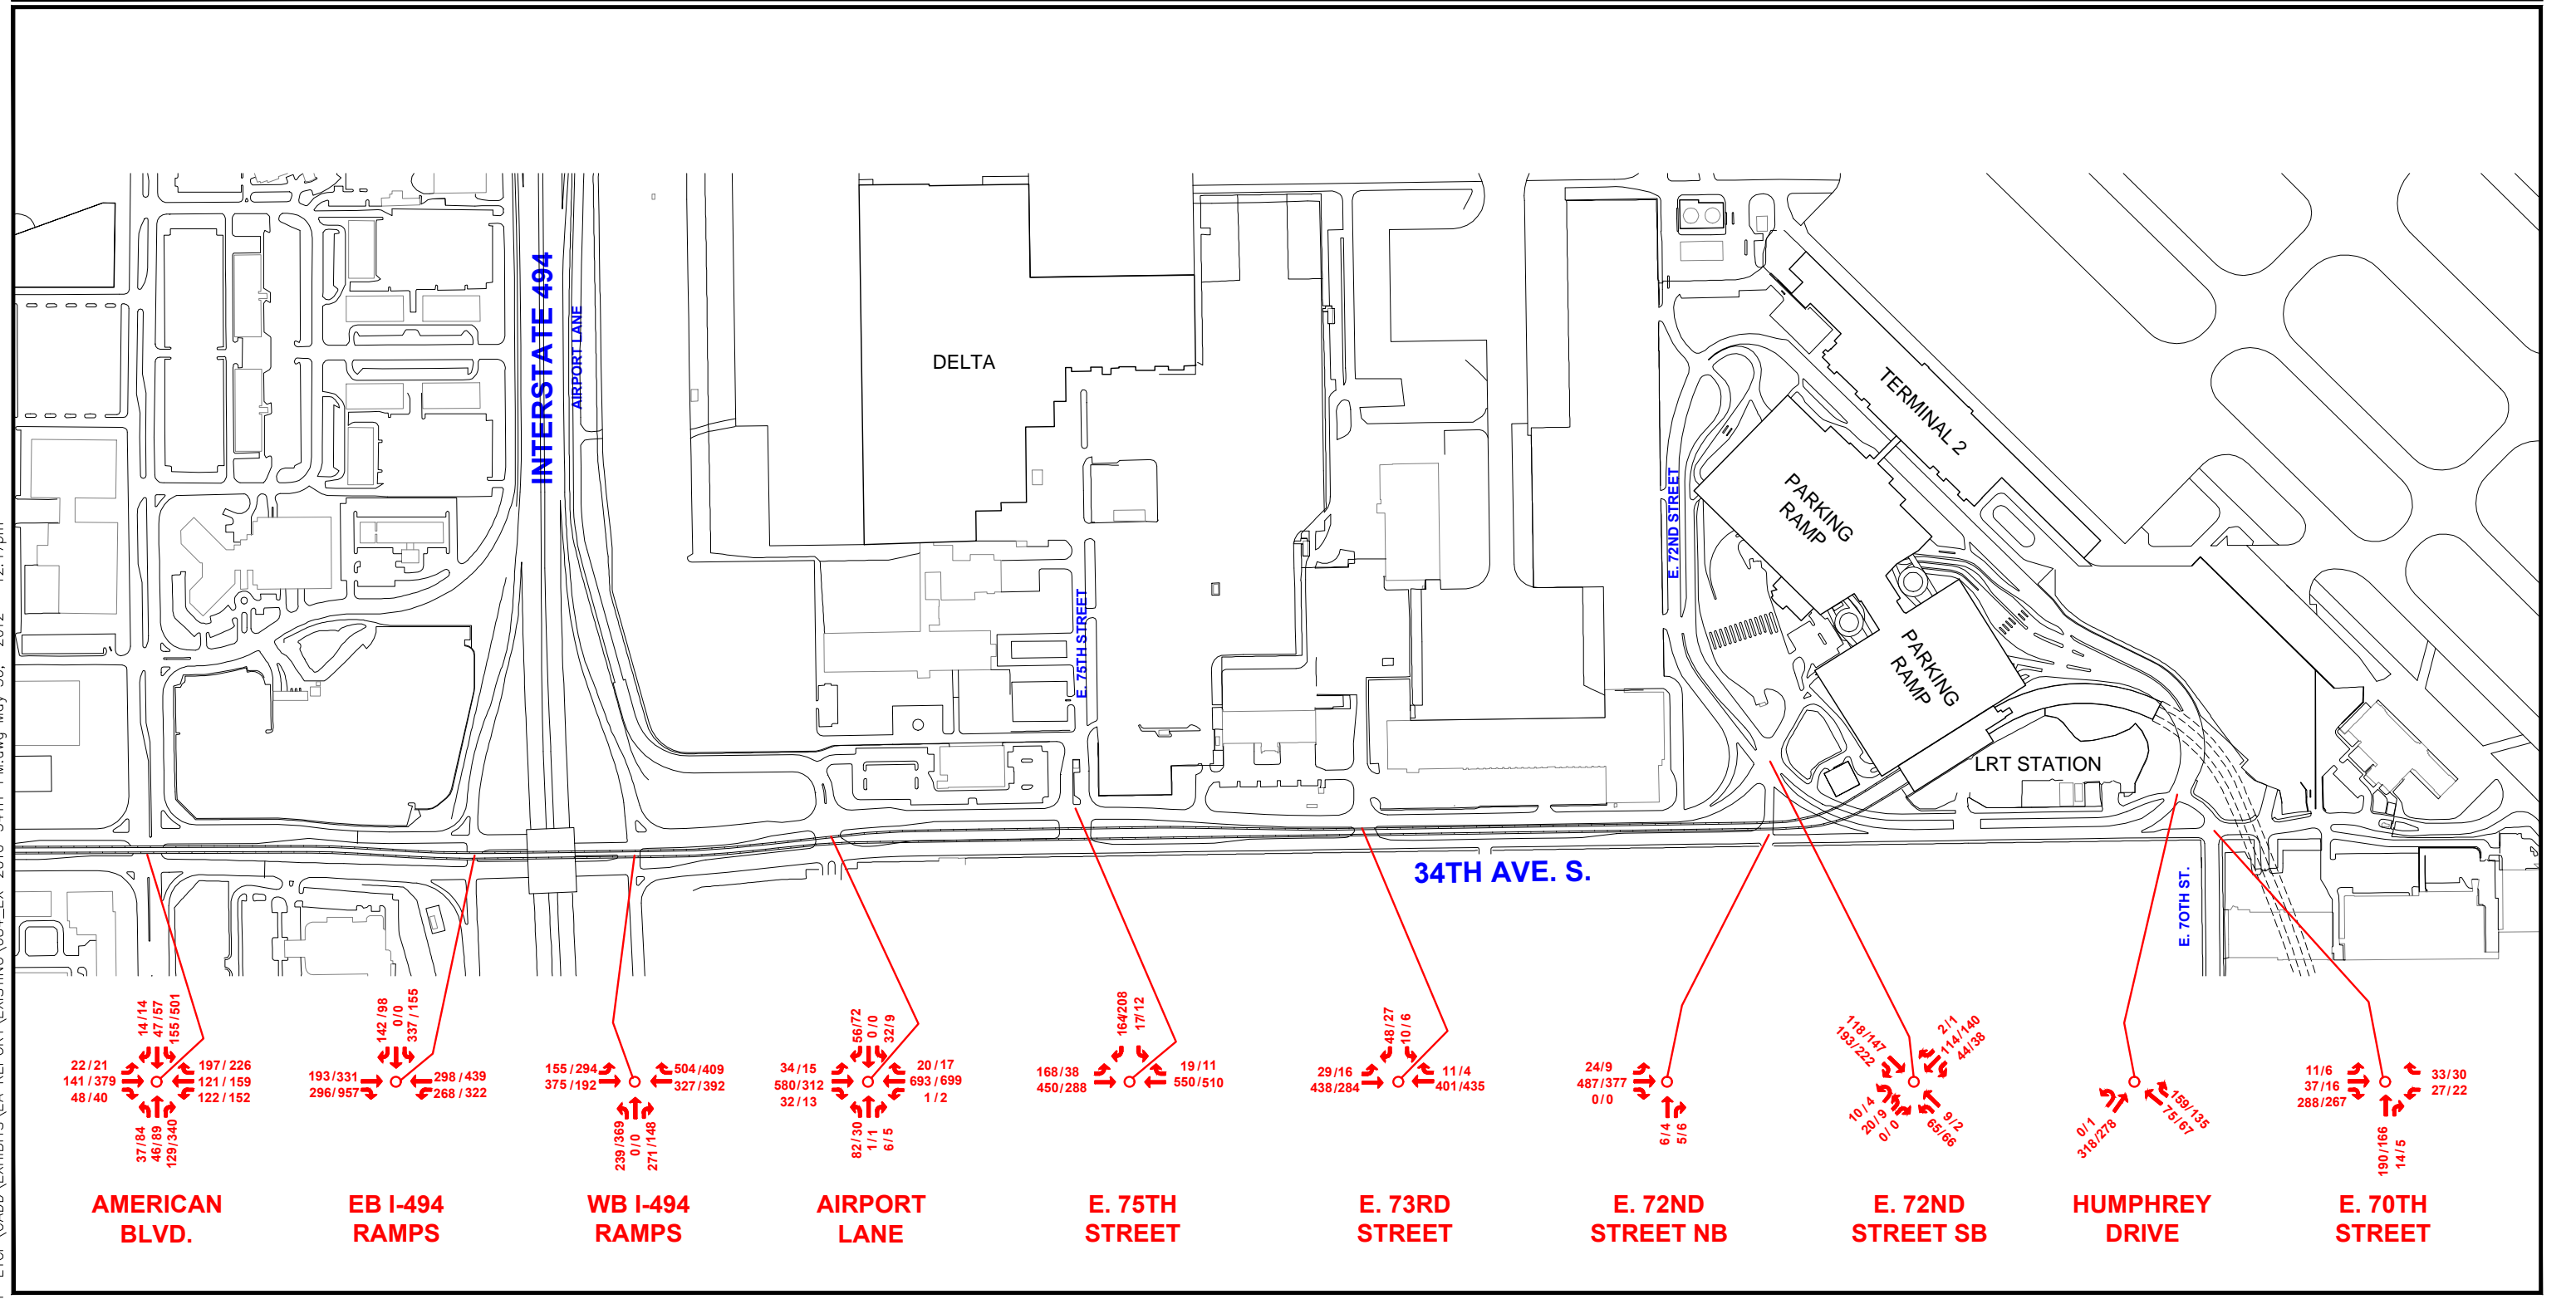 INTERSTATE 494
AIRPORT LANE
DELTA
E. 75TH STREET
E. 72ND STREET
TERMINAL 2
PARKING
RAMP
PARKING
RAMP
LRT STATION
34TH AVE. S.
E. 70TH ST.
14 / 14
47 / 57
155 / 501
22 / 21
141 / 379
48 / 40
197 / 226
121 / 159
122 / 152
37 / 84
46 / 89
129 / 340
AMERICAN
BLVD.
142 / 98
0 / 0
337 / 155
193 / 331
296 / 957
298 / 439
268 / 322
EB I-494
RAMPS
155 / 294
375 / 192
504 / 409
327 / 392
239 / 369
0 / 0
271 / 148
WB I-494
RAMPS
56 / 72
0 / 0
32 / 9
34 / 15
580 / 312
32 / 13
20 / 17
693 / 699
1 / 2
82 / 30
1 / 1
6 / 5
AIRPORT
LANE
164/208
17/12
168 / 38
450 / 288
19 / 11
550 / 510
E. 75TH
STREET
48 / 27
10 / 6
29 / 16
438 / 284
11 / 4
401 / 435
E. 73RD
STREET
24 / 9
487 / 377
0 / 0
6 / 4
5 / 6
E. 72ND
STREET NB
118 / 147
193 / 222
2 / 1
114 / 140
44 / 38
10 / 4
20 / 9
0 / 0
9 / 2
65 / 66
E. 72ND
STREET SB
0 / 1
318 / 278
159 / 135
75 / 67
HUMPHREY
DRIVE
11 / 6
37 / 16
288 / 267
33 / 30
27 / 22
190 / 166
14 / 5
E. 70TH
STREET